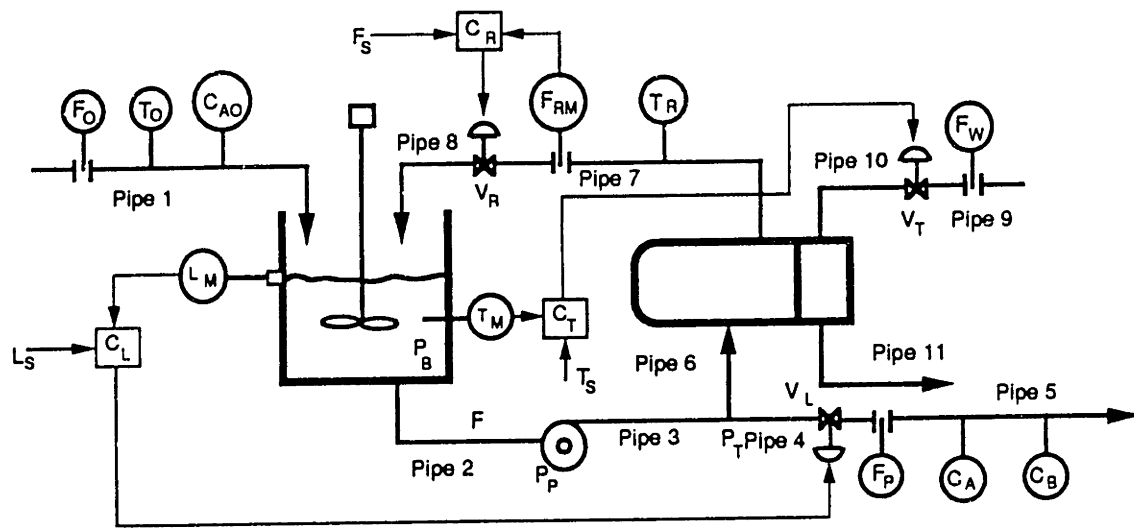 F_S
C_R
F_O
T_O
C_AO
F_RM
T_R
F_W
Pipe 8
Pipe 10
Pipe 1
V_R
Pipe 7
V_T
Pipe 9
L_M
T_M
C_T
L_S
C_L
P_B
T_S
Pipe 6
Pipe 11
V_L
Pipe 5
F
Pipe 3
P_T Pipe 4
Pipe 2
P_P
F_P
C_A
C_B